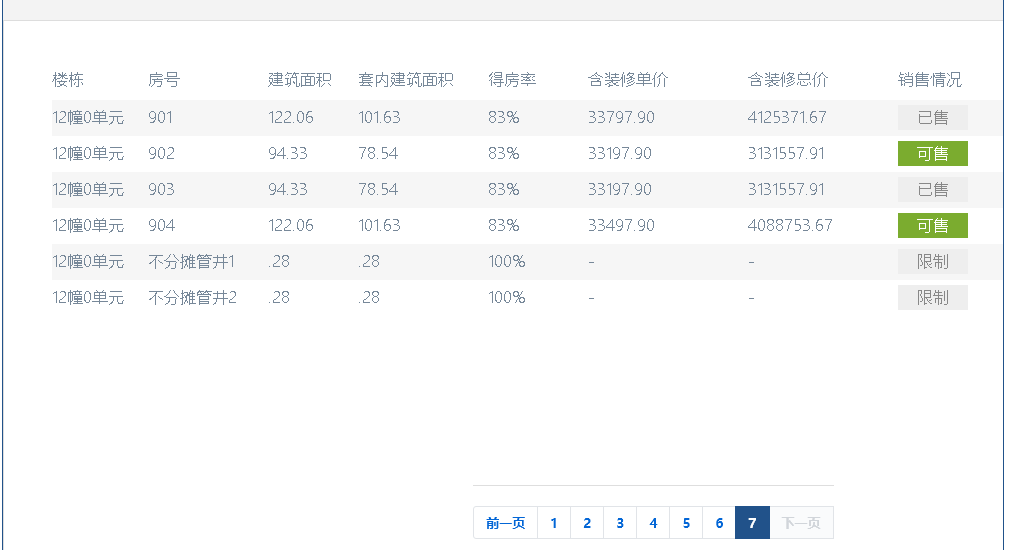 楼栋 房号 建筑面积 套内建筑面积 得房率 含装修单价 含装修总价 销售情况
12幢0单元 901 122.06 101.63 83% 33797.90 4125371.67 已售
12幢0单元 902 94.33 78.54 83% 33197.90 3131557.91 可售
12幢0单元 903 94.33 78.54 83% 33197.90 3131557.91 已售
12幢0单元 904 122.06 101.63 83% 33497.90 4088753.67 可售
12幢0单元 不分摊管井1 .28 .28 100% - - 限制
12幢0单元 不分摊管井2 .28 .28 100% - - 限制
前一页 1 2 3 4 5 6 7 下一页